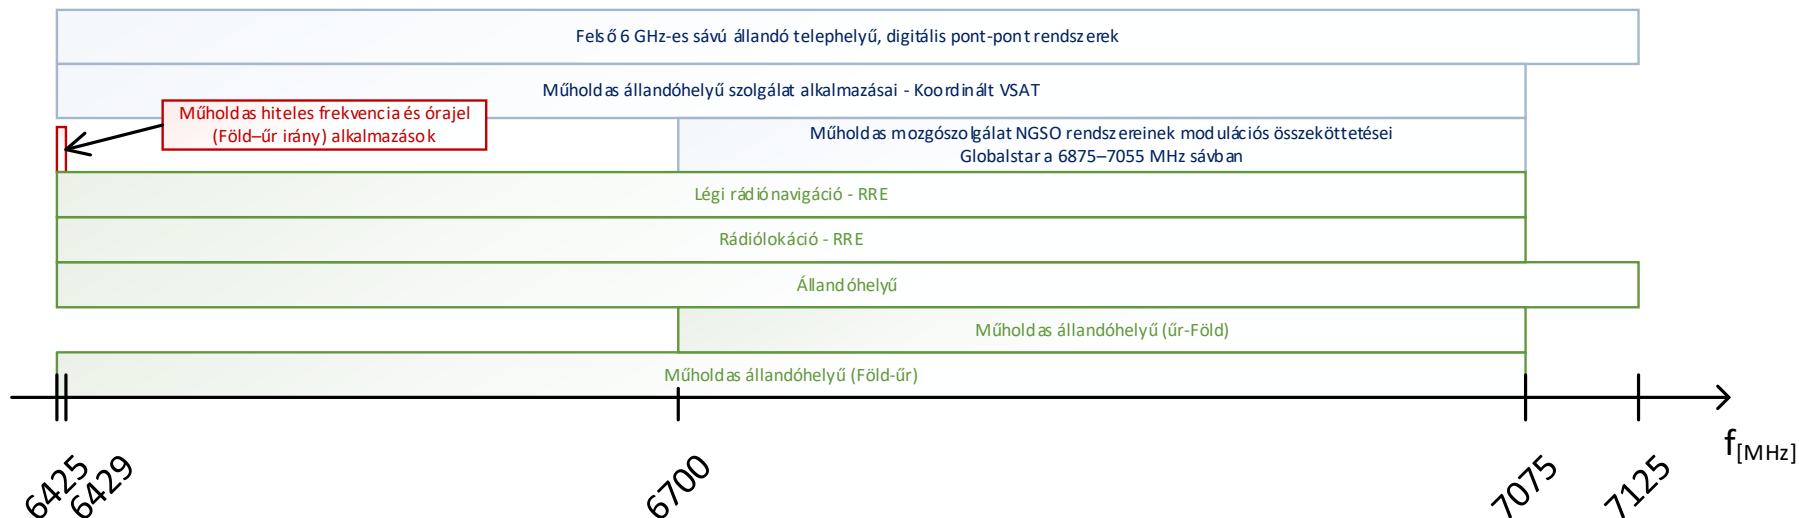 Felső 6 GHz-es sávú állandó telephelyű, digitális pont-pont rendszerek
Műholdas állandóhelyű szolgálat alkalmazásai - Koordinált VSAT
Műholdas hiteles frekvencia és órajel
(Föld–űr irány) alkalmazások
Műholdas mozgószolgálat NGSO rendszereinek modulációs összeköttetései
Globalstar a 6875–7055 MHz sávban
Légi rádiónavigáció - RRE
Rádiólokáció - RRE
Állandóhelyű
Műholdas állandóhelyű (űr-Föld)
Műholdas állandóhelyű (Föld-űr)
f[MHz]
6425
6429
6700
7075
7125